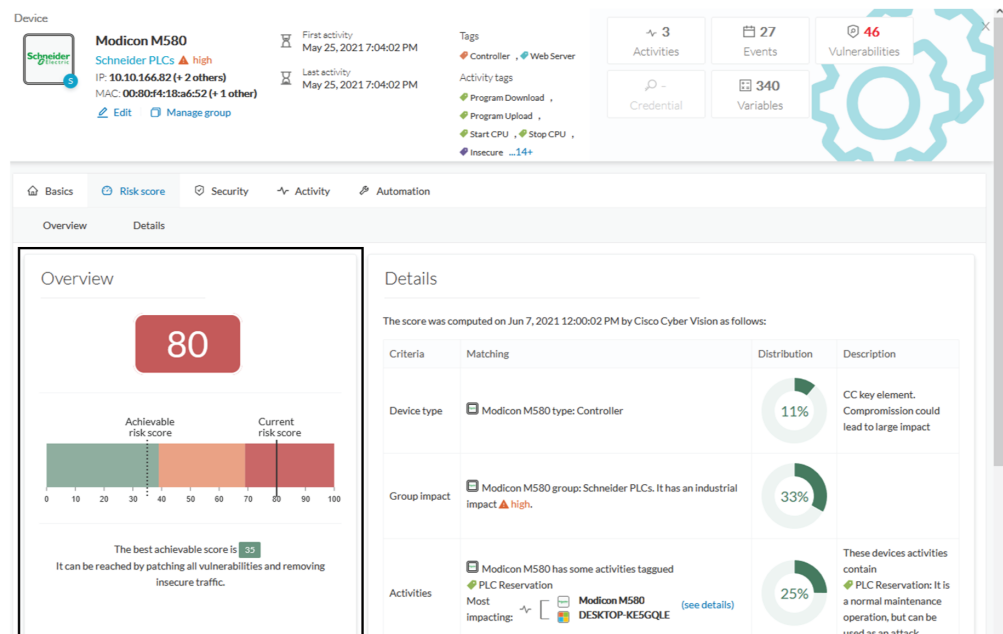 Device
Schneider
Electric
S
Modicon M580
Schneider PLCs high
IP: 10.10.166.82 (+ 2 others)
MAC: 00:80:f4:18:a6:52 (+ 1 other)
Edit Manage group
First activity
May 25, 2021 7:04:02 PM
Last activity
May 25, 2021 7:04:02 PM
Tags
Controller , Web Server
Activity tags
Program Download ,
Program Upload ,
Start CPU , Stop CPU ,
Insecure ...14+
3
Activities
27
Events
46
Vulnerabilities
-
Credential
340
Variables
Basics Risk score Security Activity Automation
Overview Details
Overview
80
Achievable
risk score
Current
risk score
0 10 20 30 40 50 60 70 80 90 100
The best achievable score is 35
It can be reached by patching all vulnerabilities and removing
insecure traffic.
Details
The score was computed on Jun 7, 2021 12:00:02 PM by Cisco Cyber Vision as follows:
Criteria Matching Distribution Description
Device type Modicon M580 type: Controller 11%
CC key element.
Compromission could
lead to large impact
Group impact
Modicon M580 group: Schneider PLCs. It has an industrial
impact high.
33%
Activities
Modicon M580 has some activities taggued
PLC Reservation
Most
impacting:
Modicon M580
DESKTOP-KE5GQLE
(see details)
25%
These devices activities
contain
PLC Reservation: It is
a normal maintenance
operation, but can be
used as an attack